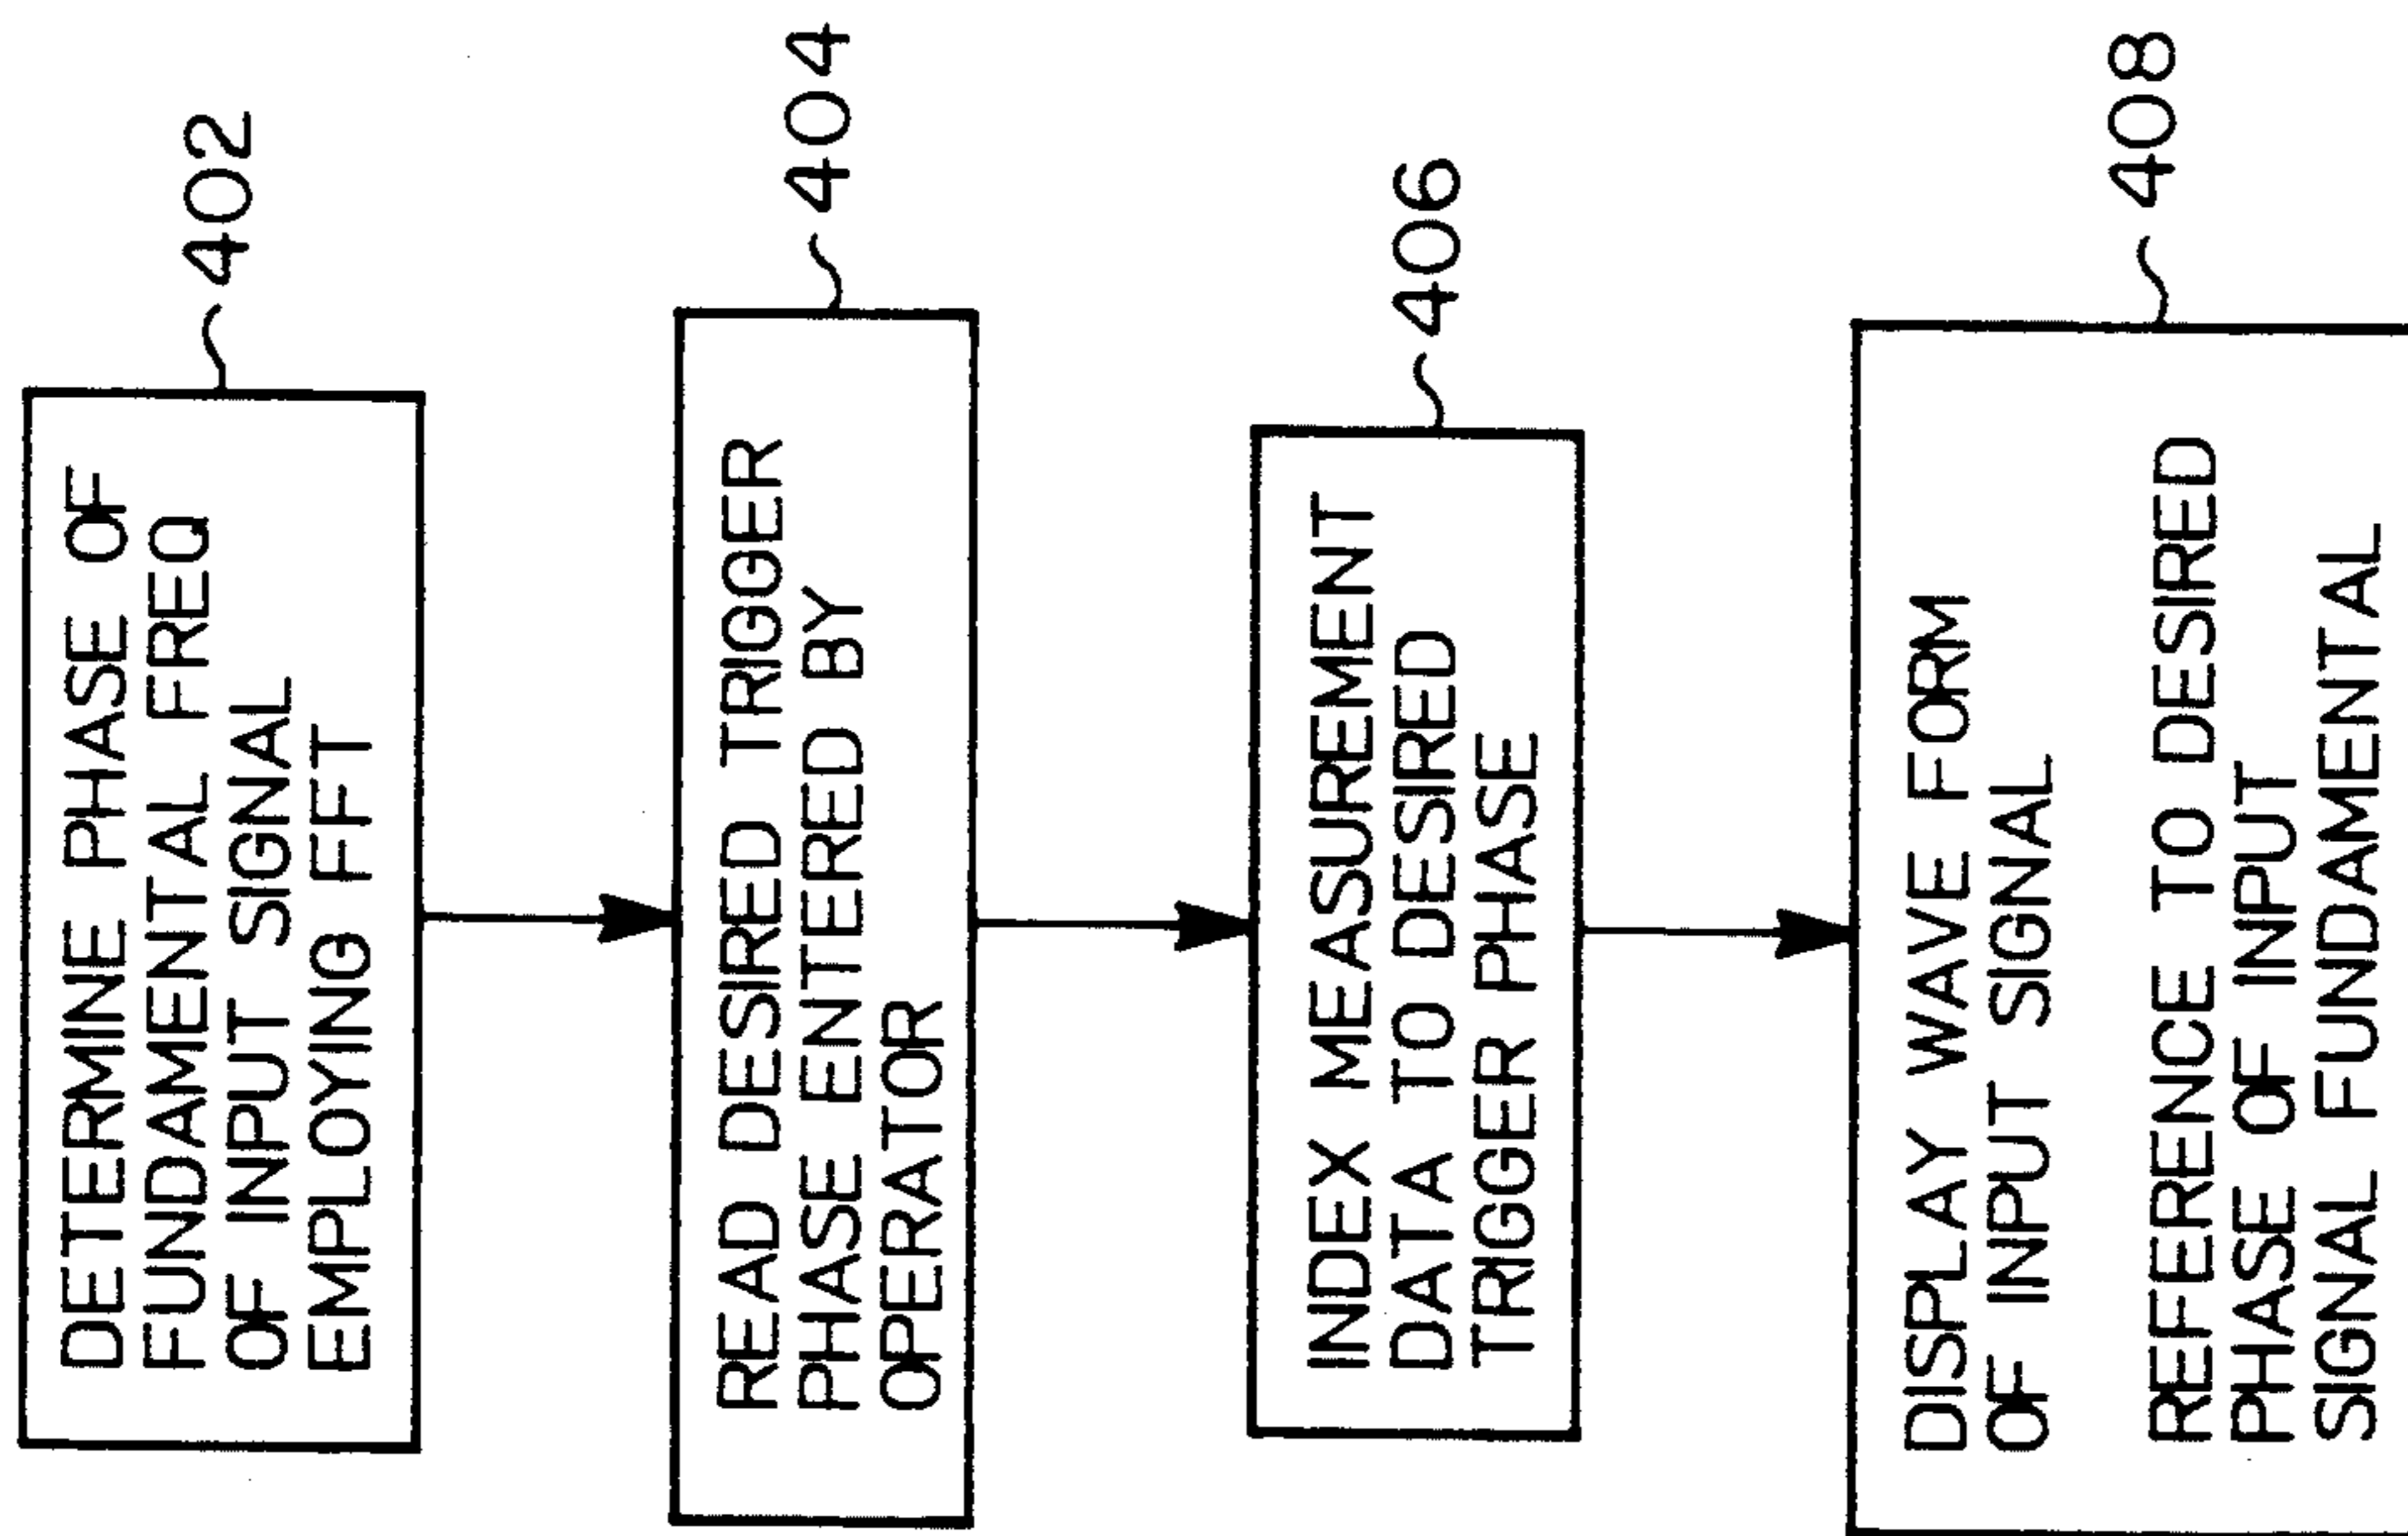 DETERMINE PHASE OF
FUNDAMENTAL FREQ
OF INPUT SIGNAL
EMPLOYING FFT
402
READ DESIRED TRIGGER
PHASE ENTERED BY
OPERATOR
404
INDEX MEASUREMENT
DATA TO DESIRED
TRIGGER PHASE
406
DISPLAY WAVE FORM
OF INPUT SIGNAL
REFERENCE TO DESIRED
PHASE OF INPUT
SIGNAL FUNDAMENTAL
408